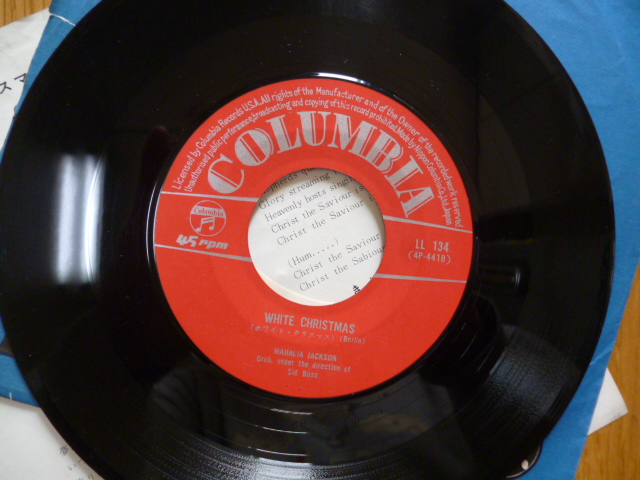 Licensed by Columbia Records U.S.A. All rights of the Manufacturer and of the Owner of the recorded work reserved.
Unauthorised public performance, broadcasting and copying of this record prohibited. Made by Nippon Columbia Co., Ltd. Japan.
COLUMBIA
Columbia
45 rpm
LL 134
(4P-4418)
Glory streaming
Heavenly hosts sing
Christ the Saviour is
Christ the Saviour
(Hum.....)
Christ the Saviour
Christ the Sabiour
WHITE CHRISTMAS
(ホワイト・クリスマス) (Berlin)
MAHALIA JACKSON
Orch. under the direction of
Sid Bass
スマ